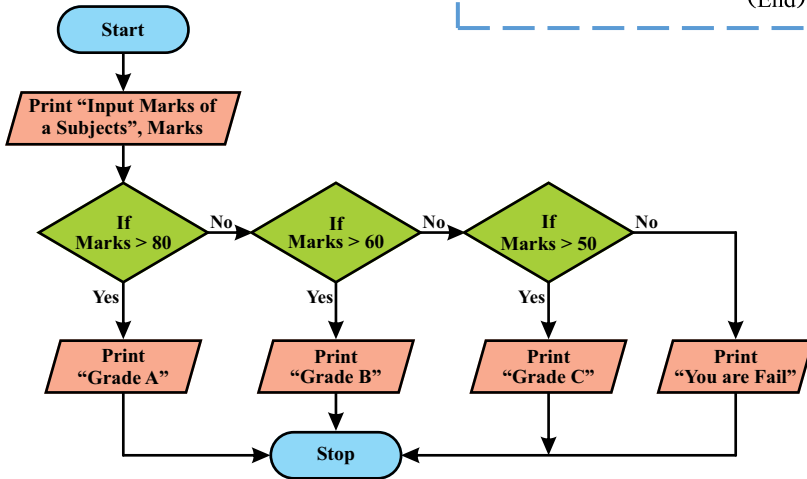 (End)
Start
Print “Input Marks of
a Subjects”, Marks
If
Marks > 80
No
If
Marks > 60
No
If
Marks > 50
No
Yes
Yes
Yes
Print
“Grade A”
Print
“Grade B”
Print
“Grade C”
Print
“You are Fail”
Stop